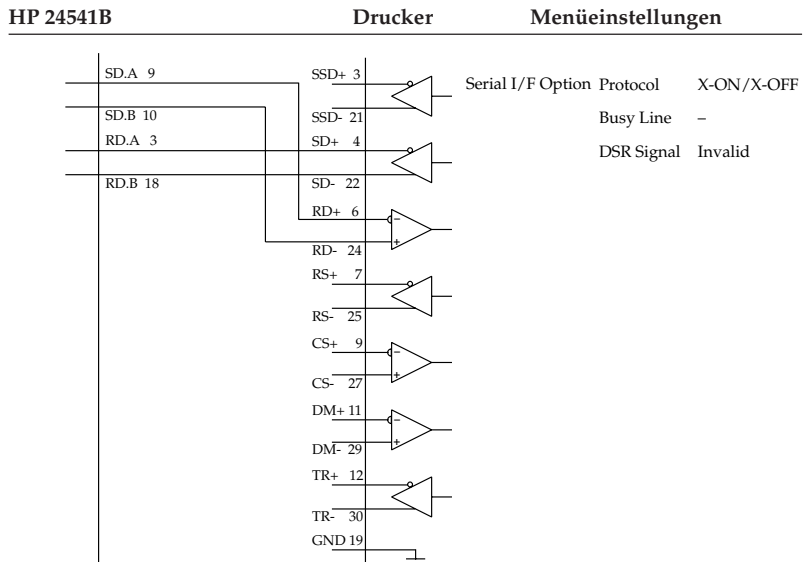 HP 24541B Drucker Menüeinstellungen
SD.A 9
SD.B 10
RD.A 3
RD.B 18
SSD+ 3
SSD- 21
SD+ 4
SD- 22
RD+ 6
RD- 24
RS+ 7
RS- 25
CS+ 9
CS- 27
DM+ 11
DM- 29
TR+ 12
TR- 30
GND 19
− +
− +
− +
Serial I/F Option Protocol X-ON/X-OFF
Busy Line –
DSR Signal Invalid